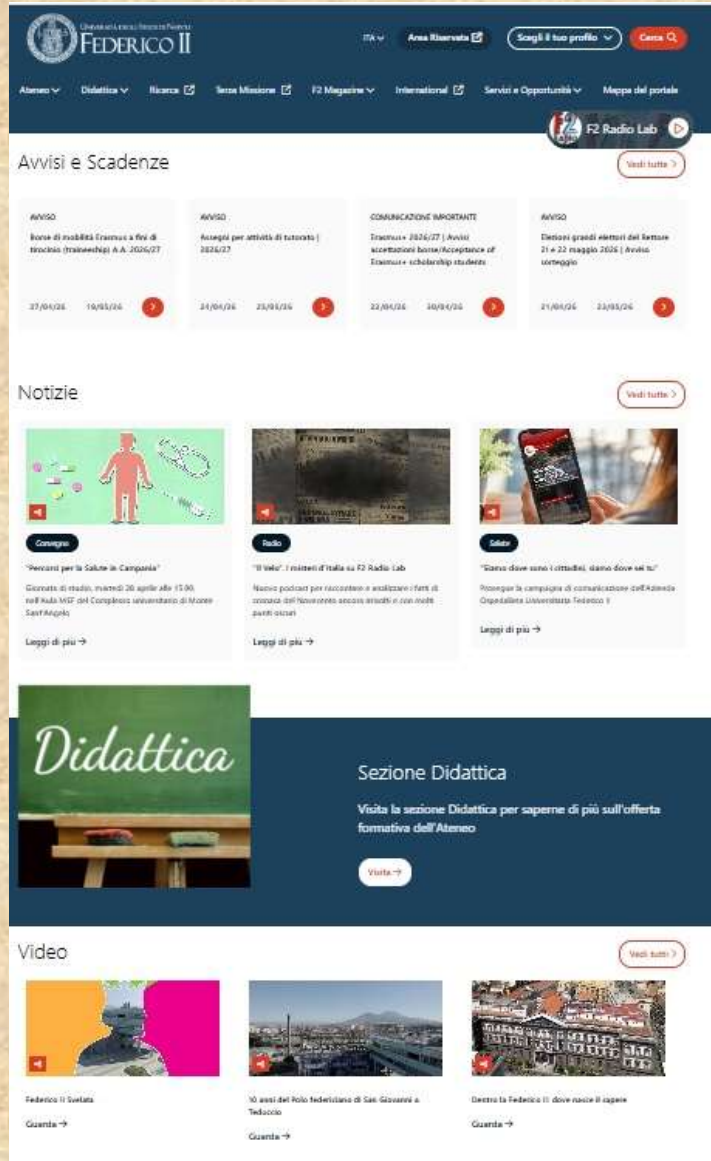 UNIVERSITÀ DEGLI STUDI DI NAPOLI
FEDERICO II
ITA
Area Riservata
Scegli il tuo profilo
Cerca
Ateneo
Didattica
Ricerca
Terza Missione
F2 Magazine
International
Servizi e Opportunità
Mappa del portale
F2 Radio Lab
Avvisi e Scadenze
Vedi tutte
AVVISO
Borse di mobilità Erasmus a fini di
tirocinio (traineeship) A.A. 2026/27
27/04/26 19/05/26
AVVISO
Assegni per attività di tutorato |
2026/27
24/04/26 25/05/26
COMUNICAZIONE IMPORTANTE
Erasmus+ 2026/27 | Avvisi
accettazioni borse/Acceptance of
Erasmus+ scholarship students
22/04/26 30/04/26
AVVISO
Elezioni grandi elettori del Rettore
21 e 22 maggio 2026 | Avviso
sorteggio
21/04/26 23/05/26
Notizie
Vedi tutte
Convegno
"Percorsi per la Salute in Campania"
Giornata di studio, martedì 28 aprile alle 15.00,
nell'Aula MSF del Complesso universitario di Monte
Sant'Angelo
Leggi di più →
Radio
"Il Velo". I misteri d'Italia su F2 Radio Lab
Nuovo podcast per raccontare e analizzare i fatti di
cronaca del Novecento ancora irrisolti e con molti
punti oscuri
Leggi di più →
Salute
"Siamo dove sono i cittadini, siamo dove sei tu"
Prosegue la campagna di comunicazione dell'Azienda
Ospedaliera Universitaria Federico II
Leggi di più →
Didattica
Sezione Didattica
Visita la sezione Didattica per saperne di più sull'offerta
formativa dell'Ateneo
Visita →
Video
Vedi tutti
Federico II Svelata
Guarda →
10 anni del Polo federiciano di San Giovanni a
Teduccio
Guarda →
Dentro la Federico II: dove nasce il sapere
Guarda →